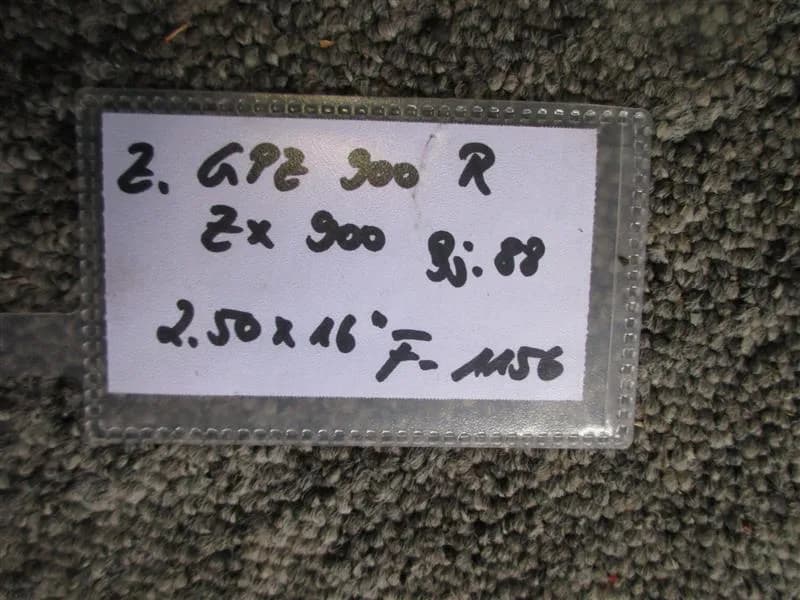 Z. GPZ 900 R
Zx 900 Bj. 88
2.50 x 16" F- 1156